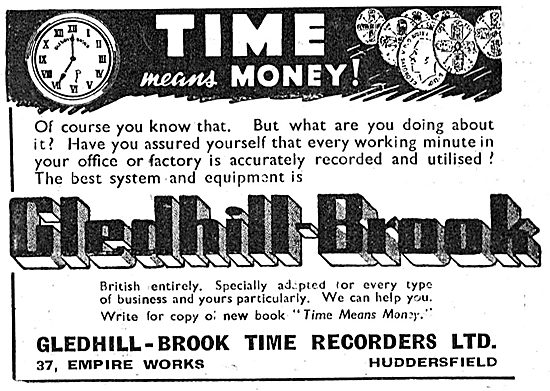 TIME
means MONEY!
Of course you know that. But what are you doing about
it? Have you assured yourself that every working minute in
your office or factory is accurately recorded and utilised?
The best system and equipment is
Gledhill-Brook
British entirely. Specially adapted for every type
of business and yours particularly. We can help you.
Write for copy of new book "Time Means Money."
GLEDHILL-BROOK TIME RECORDERS LTD.
37, EMPIRE WORKS HUDDERSFIELD